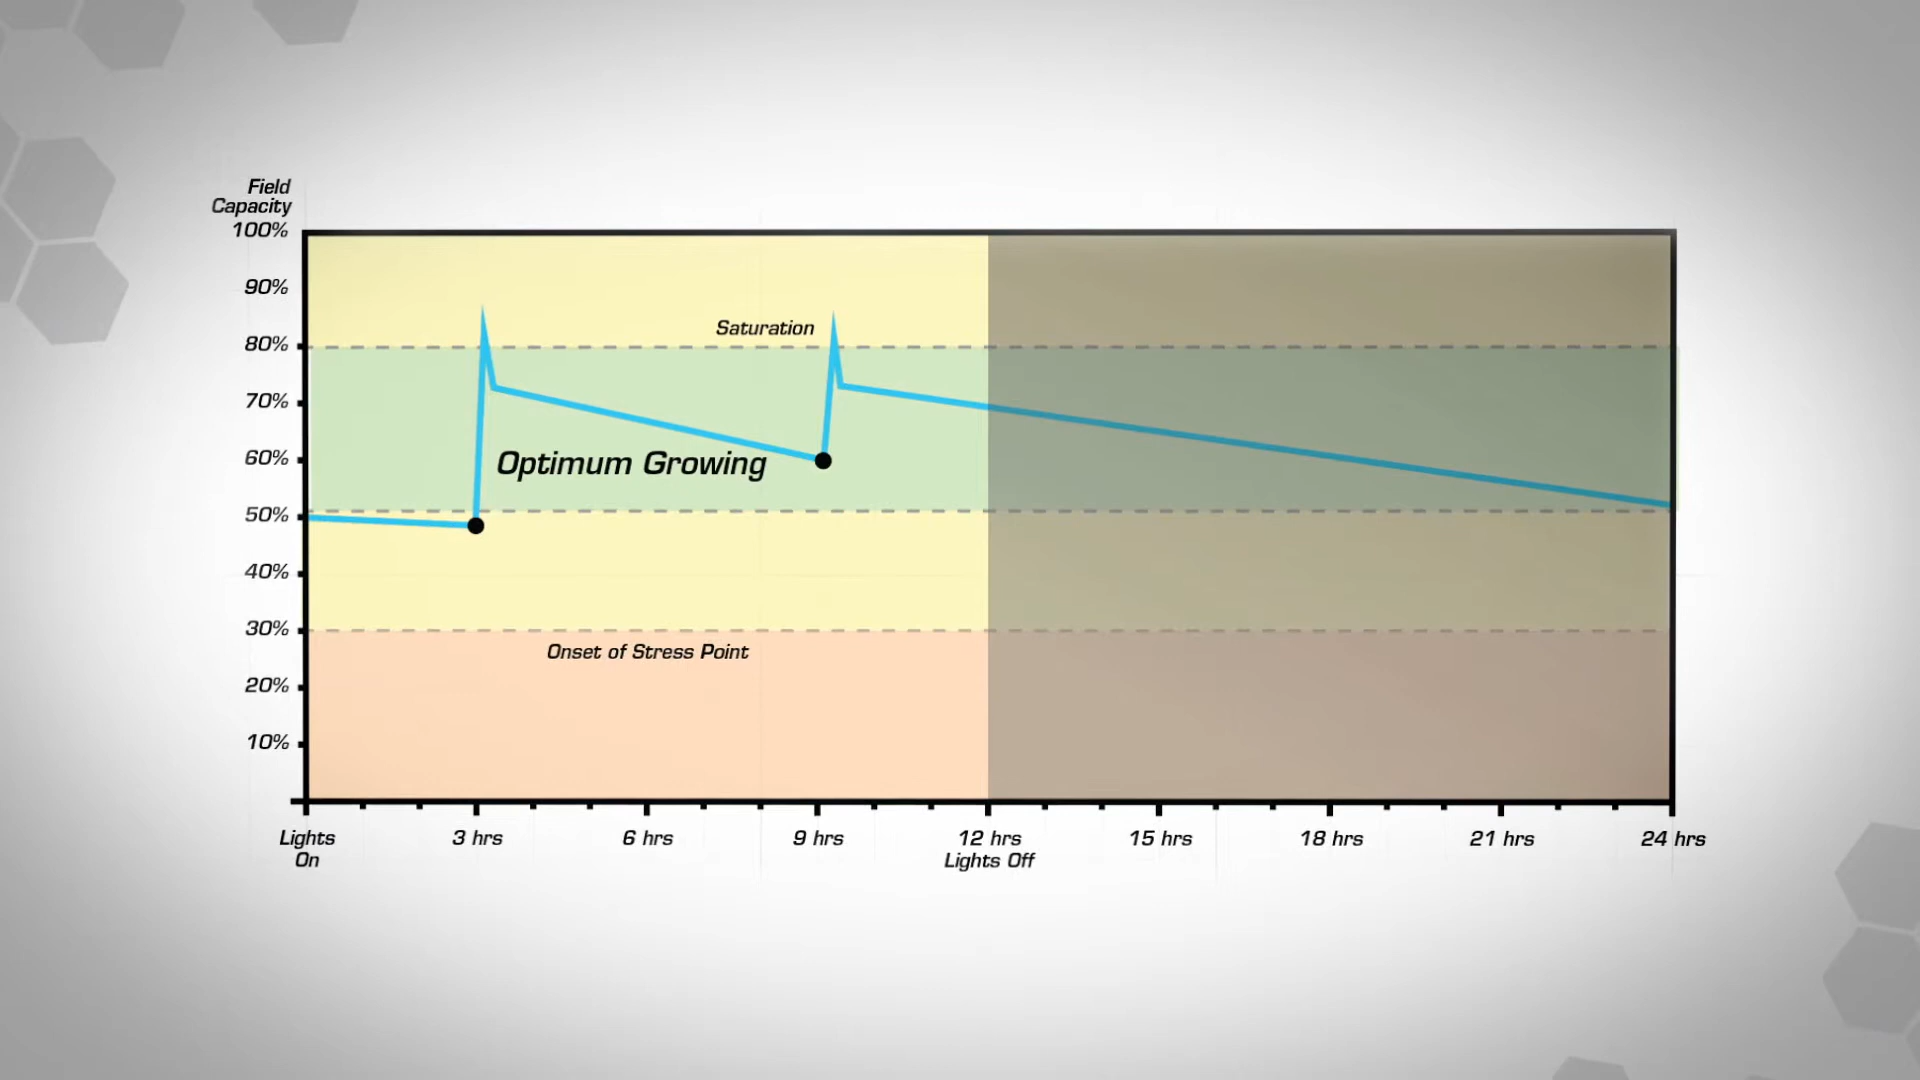 Field
Capacity
100%
90%
80%
70%
60%
50%
40%
30%
20%
10%
Saturation
Optimum Growing
Onset of Stress Point
Lights
On
3 hrs
6 hrs
9 hrs
12 hrs
Lights Off
15 hrs
18 hrs
21 hrs
24 hrs